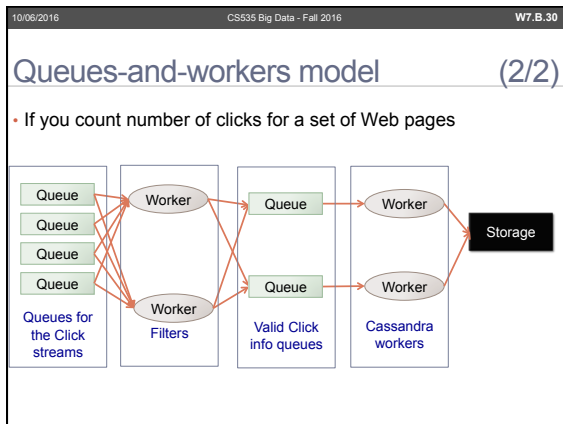 10/06/2016 CS535 Big Data - Fall 2016 W7.B.30
Queues-and-workers model (2/2)
• If you count number of clicks for a set of Web pages
Queue
Queue
Queue
Queue
Queues for
the Click
streams
Worker
Worker
Filters
Queue
Queue
Valid Click
info queues
Worker
Worker
Cassandra
workers
Storage